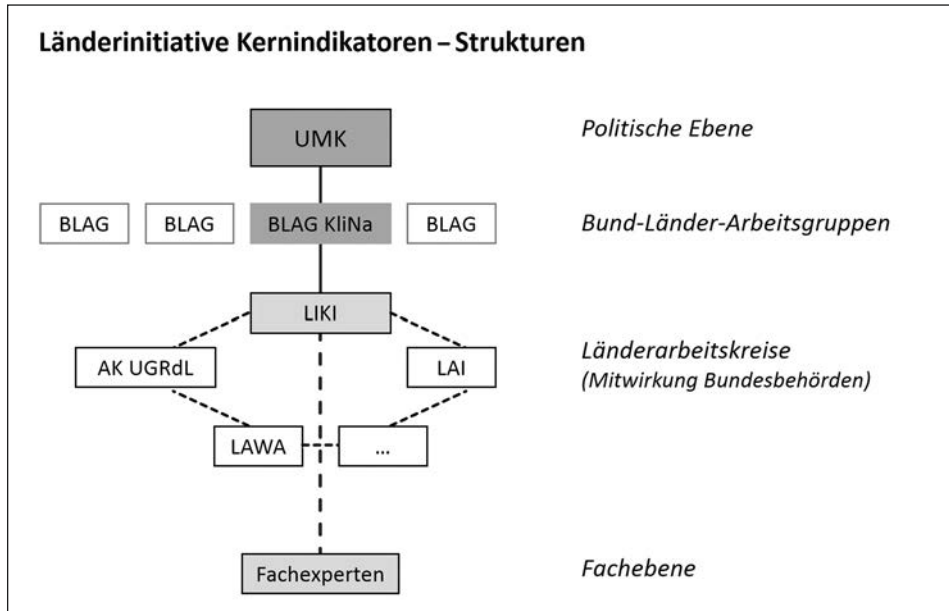 Länderinitiative Kernindikatoren – Strukturen
UMK
Politische Ebene
BLAG
BLAG
BLAG KliNa
BLAG
Bund-Länder-Arbeitsgruppen
LIKI
AK UGRdL
LAI
Länderarbeitskreise
(Mitwirkung Bundesbehörden)
LAWA
...
Fachexperten
Fachebene